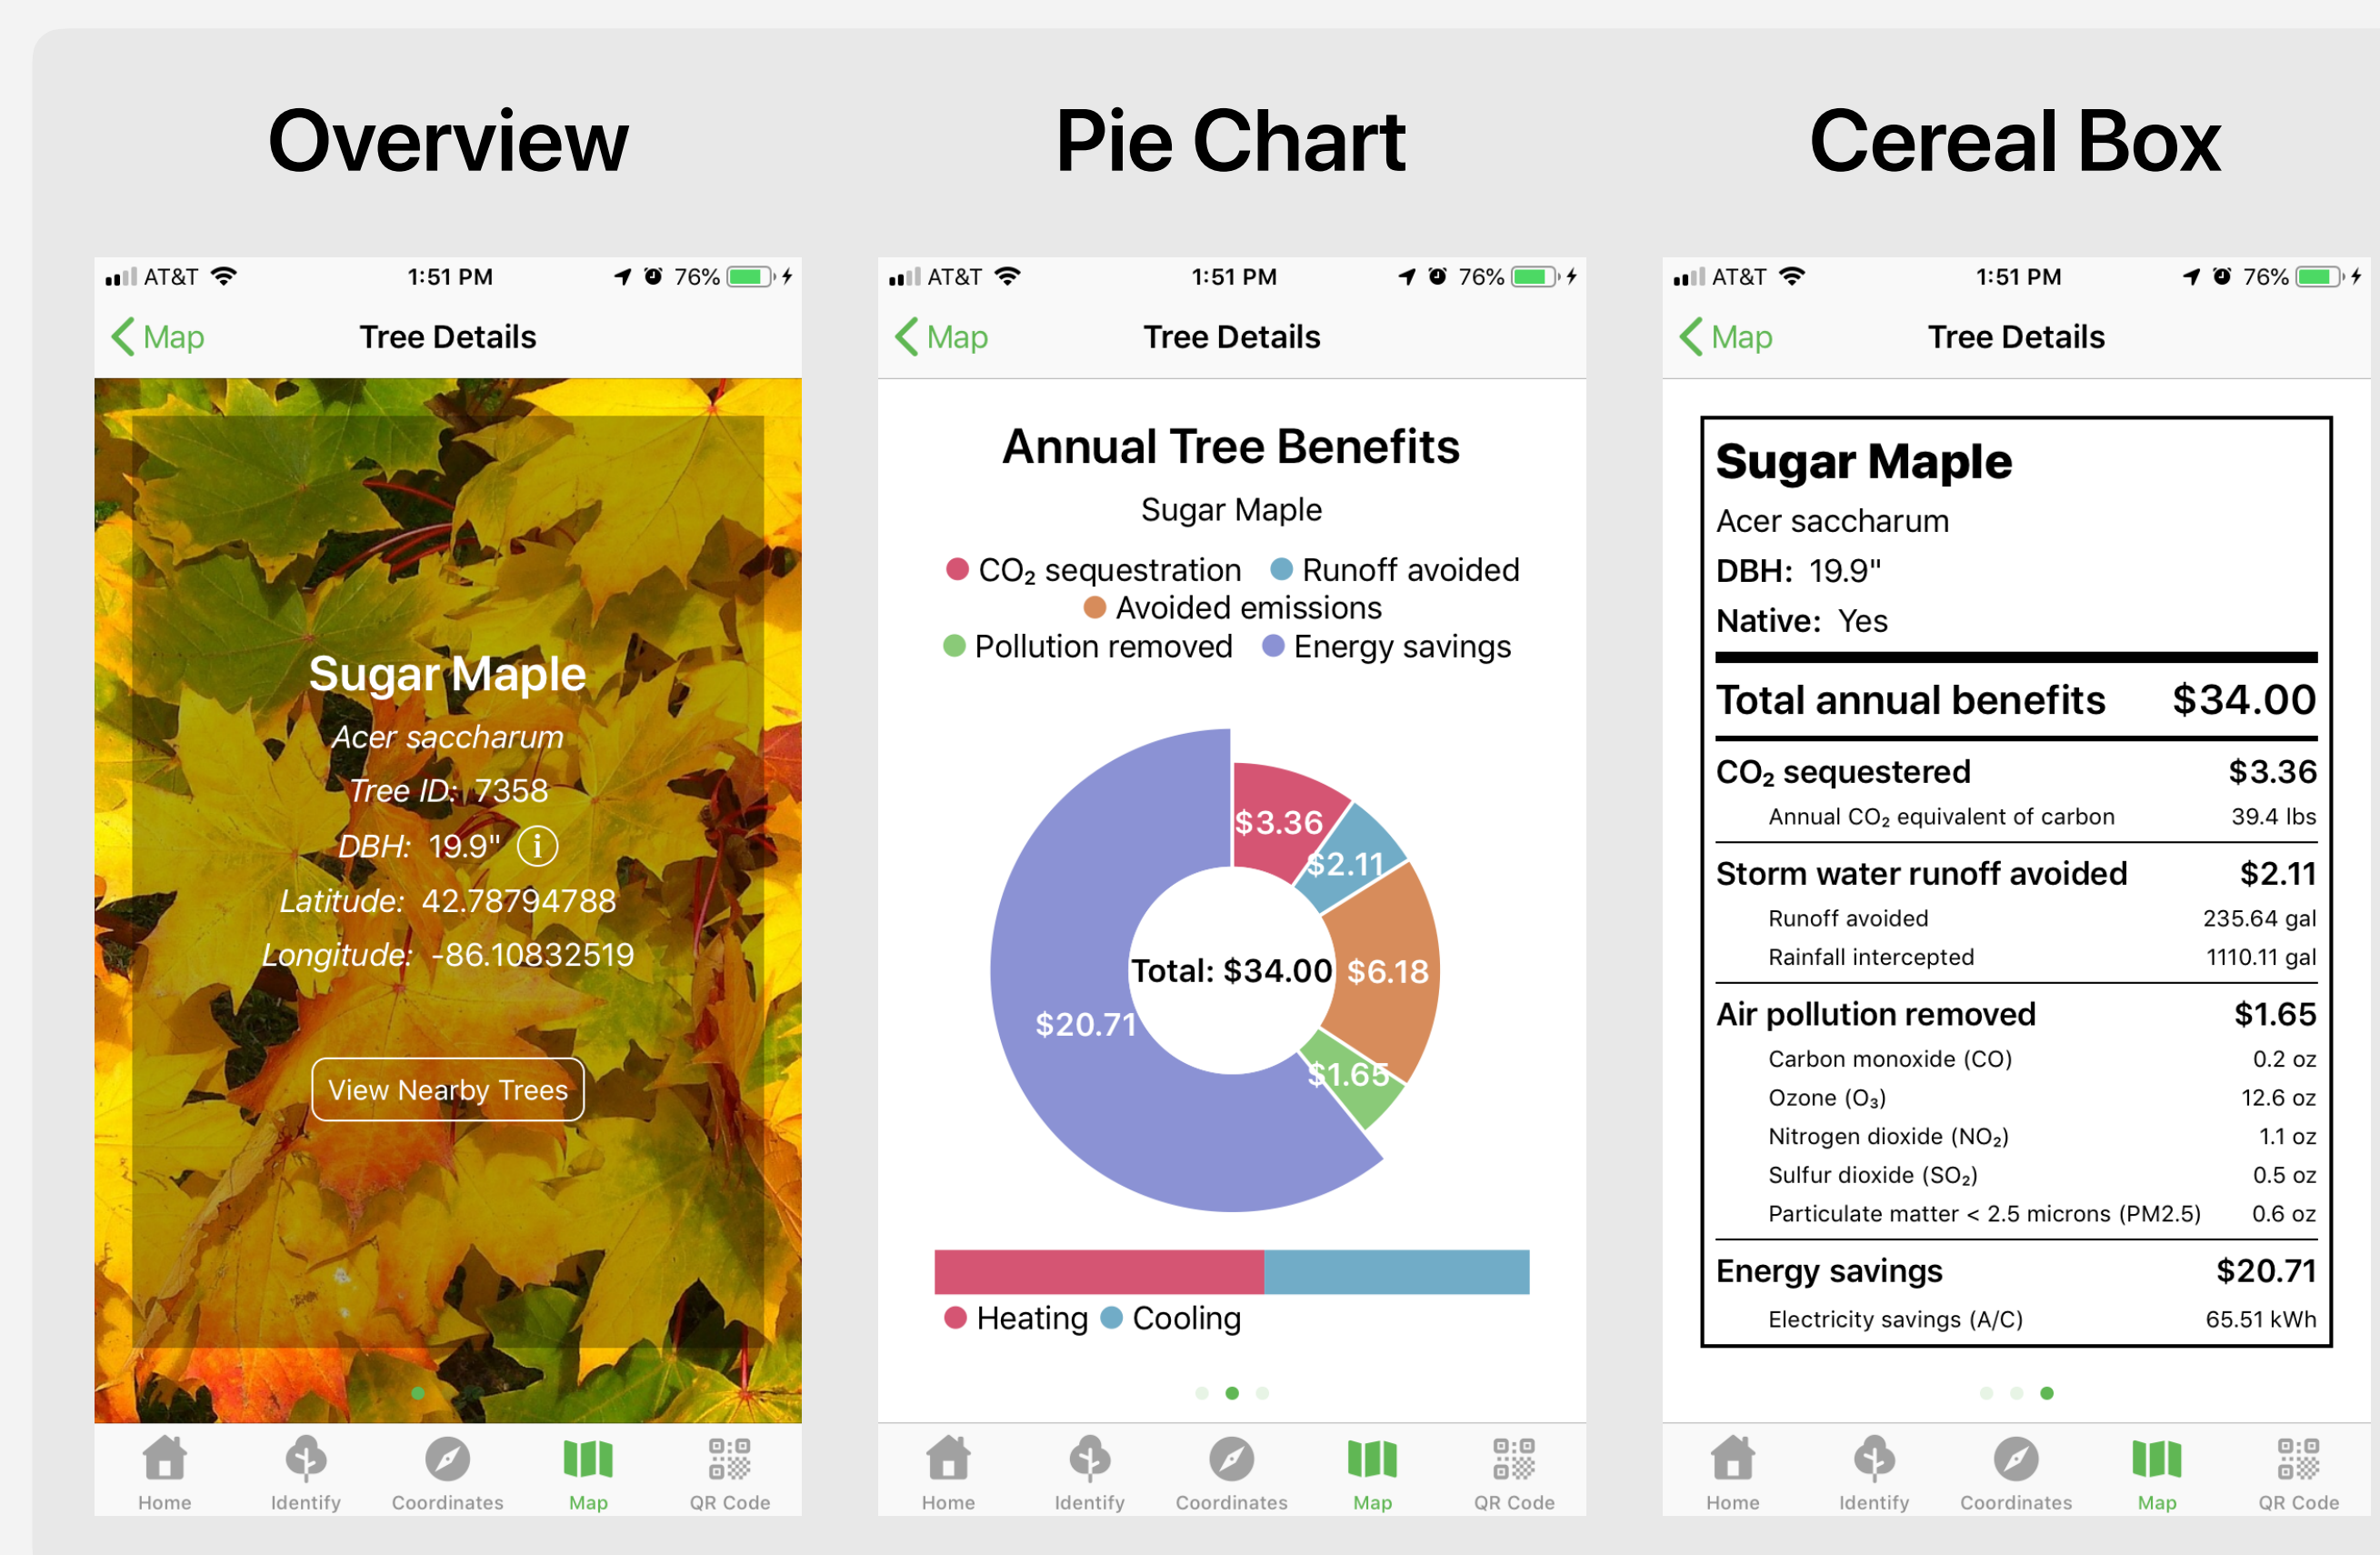 Overview
Pie Chart
Cereal Box
AT&T 1:51 PM 76%
Map Tree Details
Sugar Maple
Acer saccharum
Tree ID: 7358
DBH: 19.9" i
Latitude: 42.78794788
Longitude: -86.10832519
View Nearby Trees
Home Identify Coordinates Map QR Code
AT&T 1:51 PM 76%
Map Tree Details
Annual Tree Benefits
Sugar Maple
CO₂ sequestration Runoff avoided
Avoided emissions
Pollution removed Energy savings
$3.36
$2.11
Total: $34.00 $6.18
$20.71
$1.65
Heating Cooling
Home Identify Coordinates Map QR Code
AT&T 1:51 PM 76%
Map Tree Details
Sugar Maple
Acer saccharum
DBH: 19.9"
Native: Yes
Total annual benefits $34.00
CO₂ sequestered $3.36
Annual CO₂ equivalent of carbon 39.4 lbs
Storm water runoff avoided $2.11
Runoff avoided 235.64 gal
Rainfall intercepted 1110.11 gal
Air pollution removed $1.65
Carbon monoxide (CO) 0.2 oz
Ozone (O₃) 12.6 oz
Nitrogen dioxide (NO₂) 1.1 oz
Sulfur dioxide (SO₂) 0.5 oz
Particulate matter < 2.5 microns (PM2.5) 0.6 oz
Energy savings $20.71
Electricity savings (A/C) 65.51 kWh
Home Identify Coordinates Map QR Code